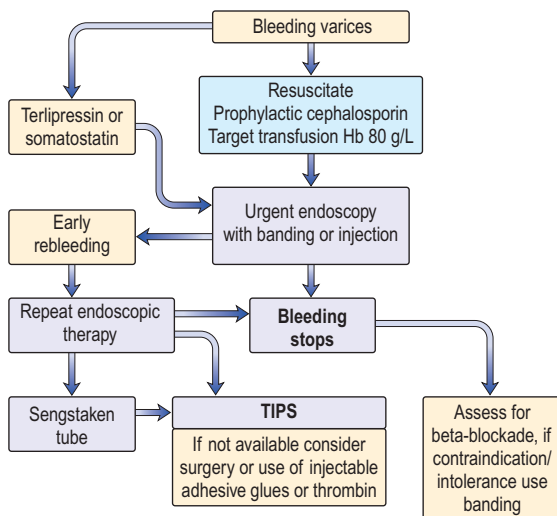 Bleeding varices
Terlipressin or
somatostatin
Resuscitate
Prophylactic cephalosporin
Target transfusion Hb 80 g/L
Urgent endoscopy
with banding or injection
Early
rebleeding
Repeat endoscopic
therapy
Bleeding
stops
Sengstaken
tube
TIPS
If not available consider
surgery or use of injectable
adhesive glues or thrombin
Assess for
beta-blockade, if
contraindication/
intolerance use
banding